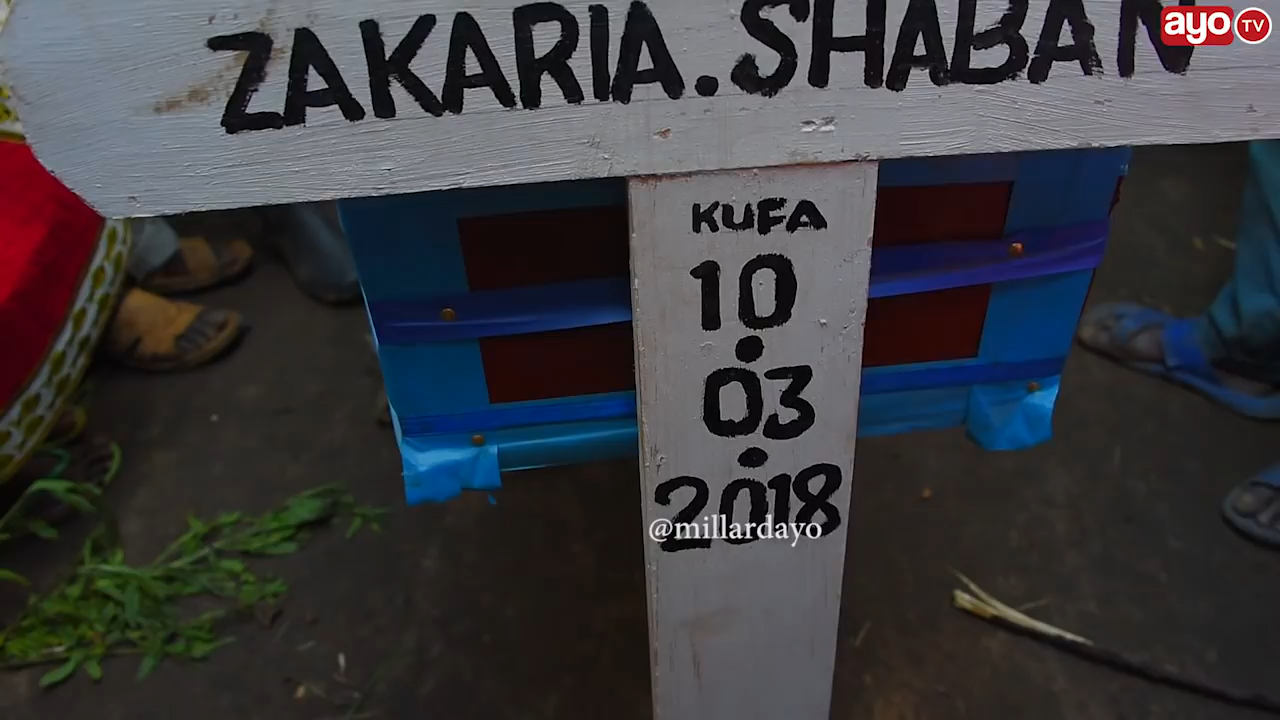 ayo TV
ZAKARIA.SHABAN
KUFA
10
.
03
.
2018
@millardayo